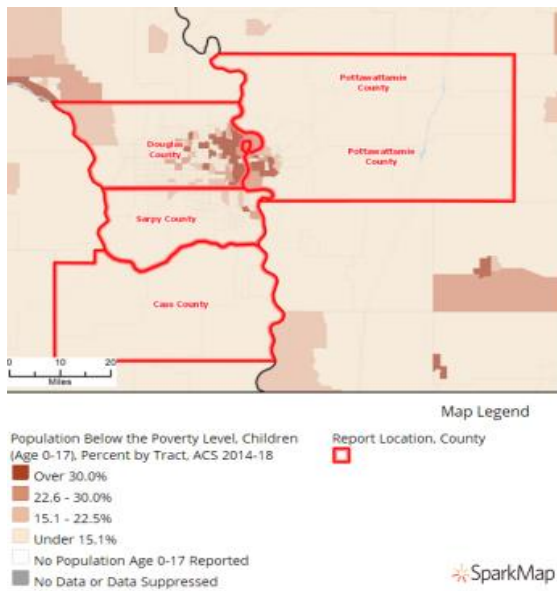 Pottawattamie
County
Douglas
County
Pottawattamie
County
Sarpy County
Cass County
0 10 20
Miles
Map Legend
Population Below the Poverty Level, Children
(Age 0-17), Percent by Tract, ACS 2014-18
Over 30.0%
22.6 - 30.0%
15.1 - 22.5%
Under 15.1%
No Population Age 0-17 Reported
No Data or Data Suppressed
Report Location, County
SparkMap